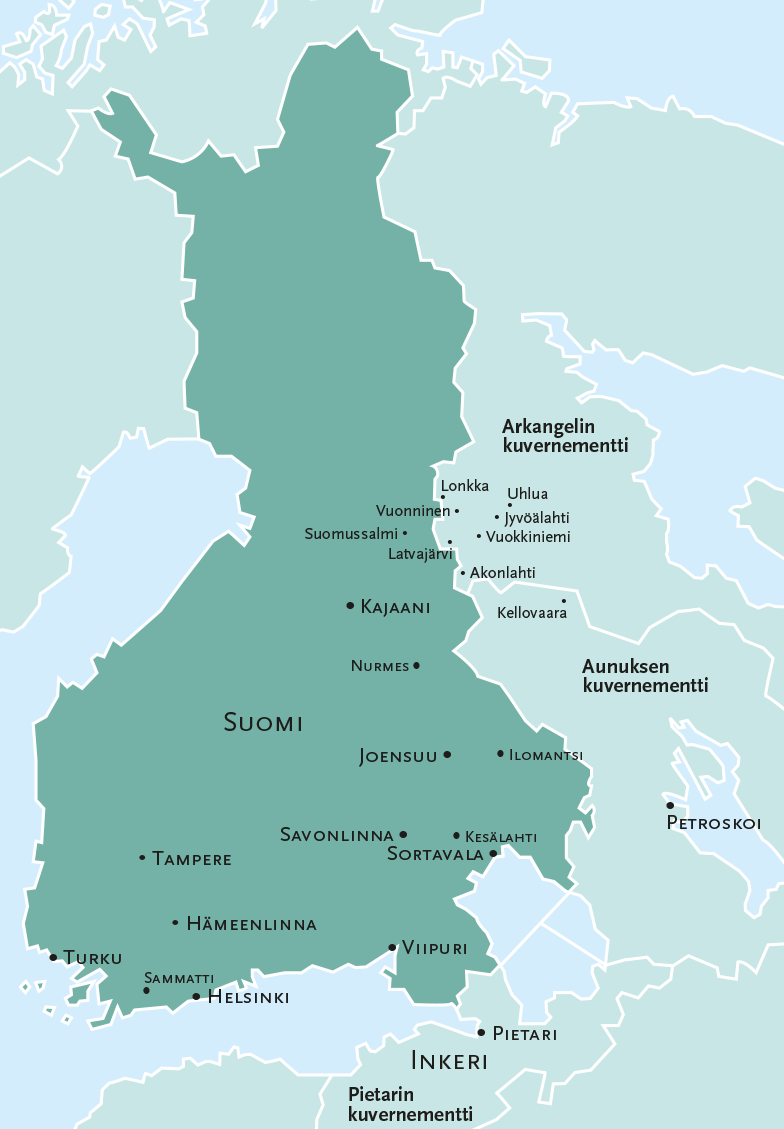 Arkangelin
kuvernementti
Lonkka
Uhlua
Vuonninen
Jyvöälahti
Suomussalmi
Vuokkiniemi
Latvajärvi
Akonlahti
Kajaani
Kellovaara
Nurmes
Aunuksen
kuvernementti
Suomi
Joensuu
Ilomantsi
Petroskoi
Savonlinna
Kesälahti
Sortavala
Tampere
Hämeenlinna
Viipuri
Turku
Sammatti
Helsinki
Pietari
Inkeri
Pietarin
kuvernementti